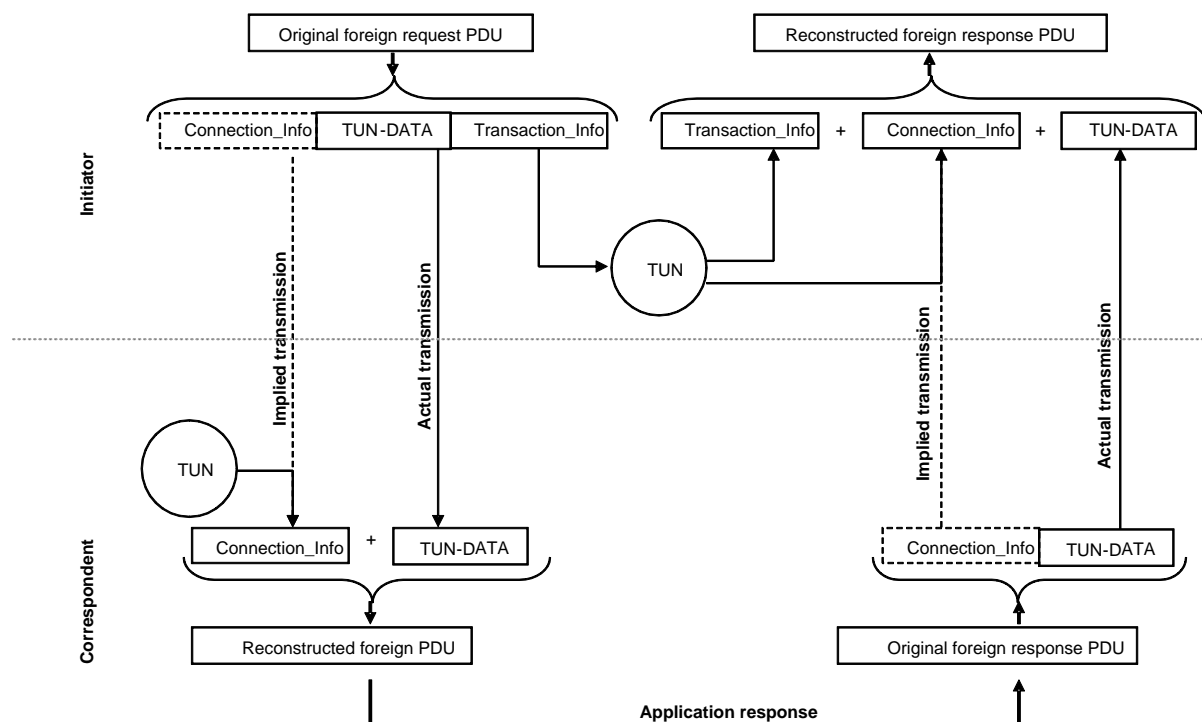 Original foreign request PDU
Reconstructed foreign response PDU
Connection_Info TUN-DATA Transaction_Info
Transaction_Info + Connection_Info + TUN-DATA
Initiator
TUN
Implied transmission
Actual transmission
Implied transmission
Actual transmission
TUN
Correspondent
Connection_Info + TUN-DATA
Connection_Info TUN-DATA
Reconstructed foreign PDU
Original foreign response PDU
Application response